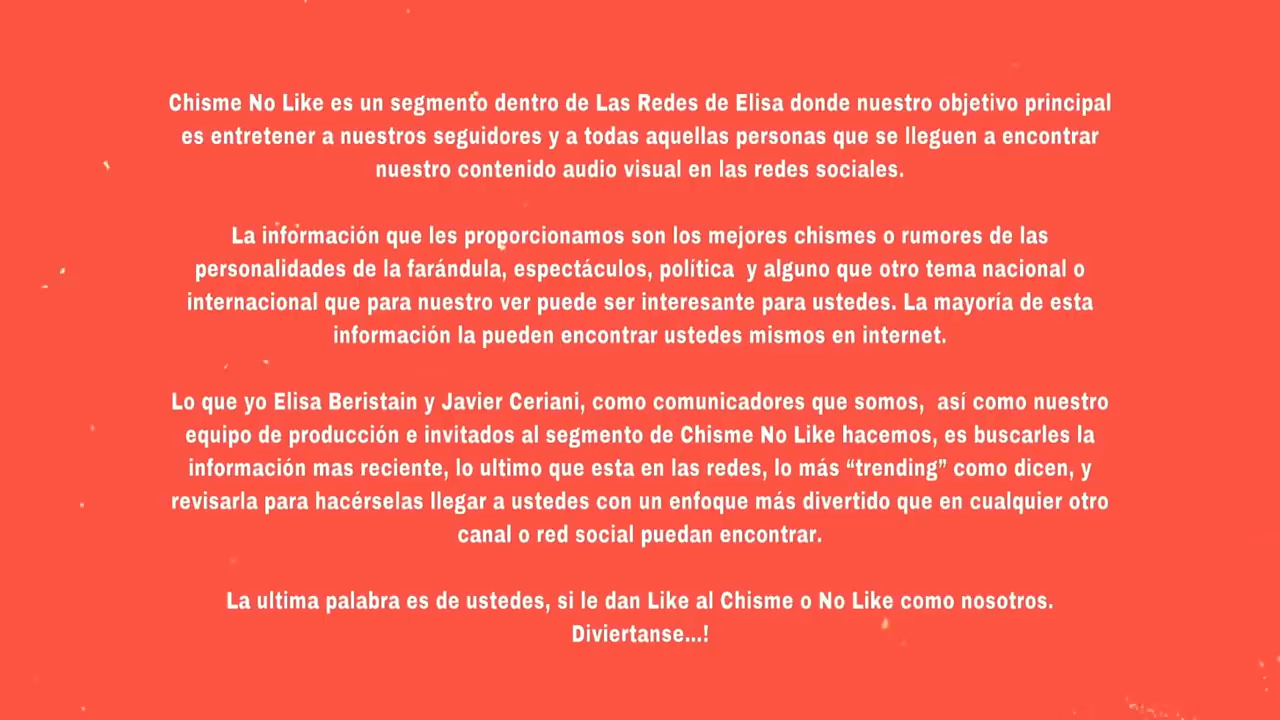 Chisme No Like es un segmento dentro de Las Redes de Elisa donde nuestro objetivo principal
es entretener a nuestros seguidores y a todas aquellas personas que se lleguen a encontrar
nuestro contenido audio visual en las redes sociales.
La información que les proporcionamos son los mejores chismes o rumores de las
personalidades de la farándula, espectáculos, política  y alguno que otro tema nacional o
internacional que para nuestro ver puede ser interesante para ustedes. La mayoría de esta
información la pueden encontrar ustedes mismos en internet.
Lo que yo Elisa Beristain y Javier Ceriani, como comunicadores que somos,  así como nuestro
equipo de producción e invitados al segmento de Chisme No Like hacemos, es buscarles la
información mas reciente, lo ultimo que esta en las redes, lo más “trending” como dicen, y
revisarla para hacérselas llegar a ustedes con un enfoque más divertido que en cualquier otro
canal o red social puedan encontrar.
La ultima palabra es de ustedes, si le dan Like al Chisme o No Like como nosotros.
Diviertanse...!